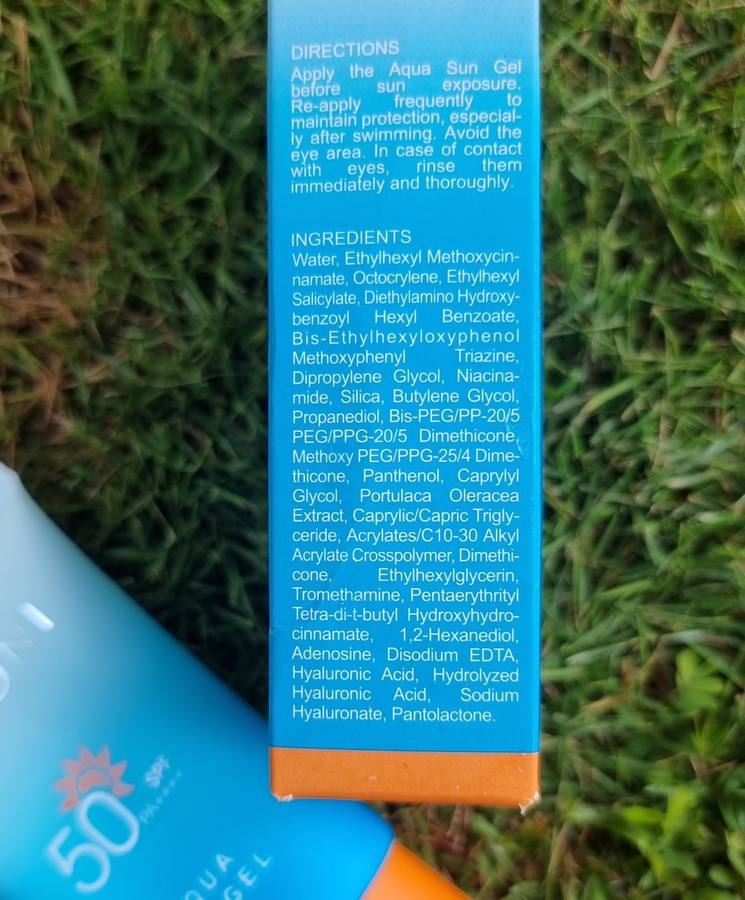 DIRECTIONS
Apply the Aqua Sun Gel
before sun exposure.
Re-apply frequently to
maintain protection, especial-
ly after swimming. Avoid the
eye area. In case of contact
with eyes, rinse them
immediately and thoroughly.
INGREDIENTS
Water, Ethylhexyl Methoxycin-
namate, Octocrylene, Ethylhexyl
Salicylate, Diethylamino Hydroxy-
benzoyl Hexyl Benzoate,
Bis-Ethylhexyloxyphenol
Methoxyphenyl Triazine,
Dipropylene Glycol, Niacina-
mide, Silica, Butylene Glycol,
Propanediol, Bis-PEG/PP-20/5
PEG/PPG-20/5 Dimethicone,
Methoxy PEG/PPG-25/4 Dime-
thicone, Panthenol, Caprylyl
Glycol, Portulaca Oleracea
Extract, Caprylic/Capric Trigly-
ceride, Acrylates/C10-30 Alkyl
Acrylate Crosspolymer, Dimethi-
cone, Ethylhexylglycerin,
Tromethamine, Pentaerythrityl
Tetra-di-t-butyl Hydroxyhydro-
cinnamate, 1,2-Hexanediol,
Adenosine, Disodium EDTA,
Hyaluronic Acid, Hydrolyzed
Hyaluronic Acid, Sodium
Hyaluronate, Pantolactone.
50 SPF
PA++++
QUA
GEL